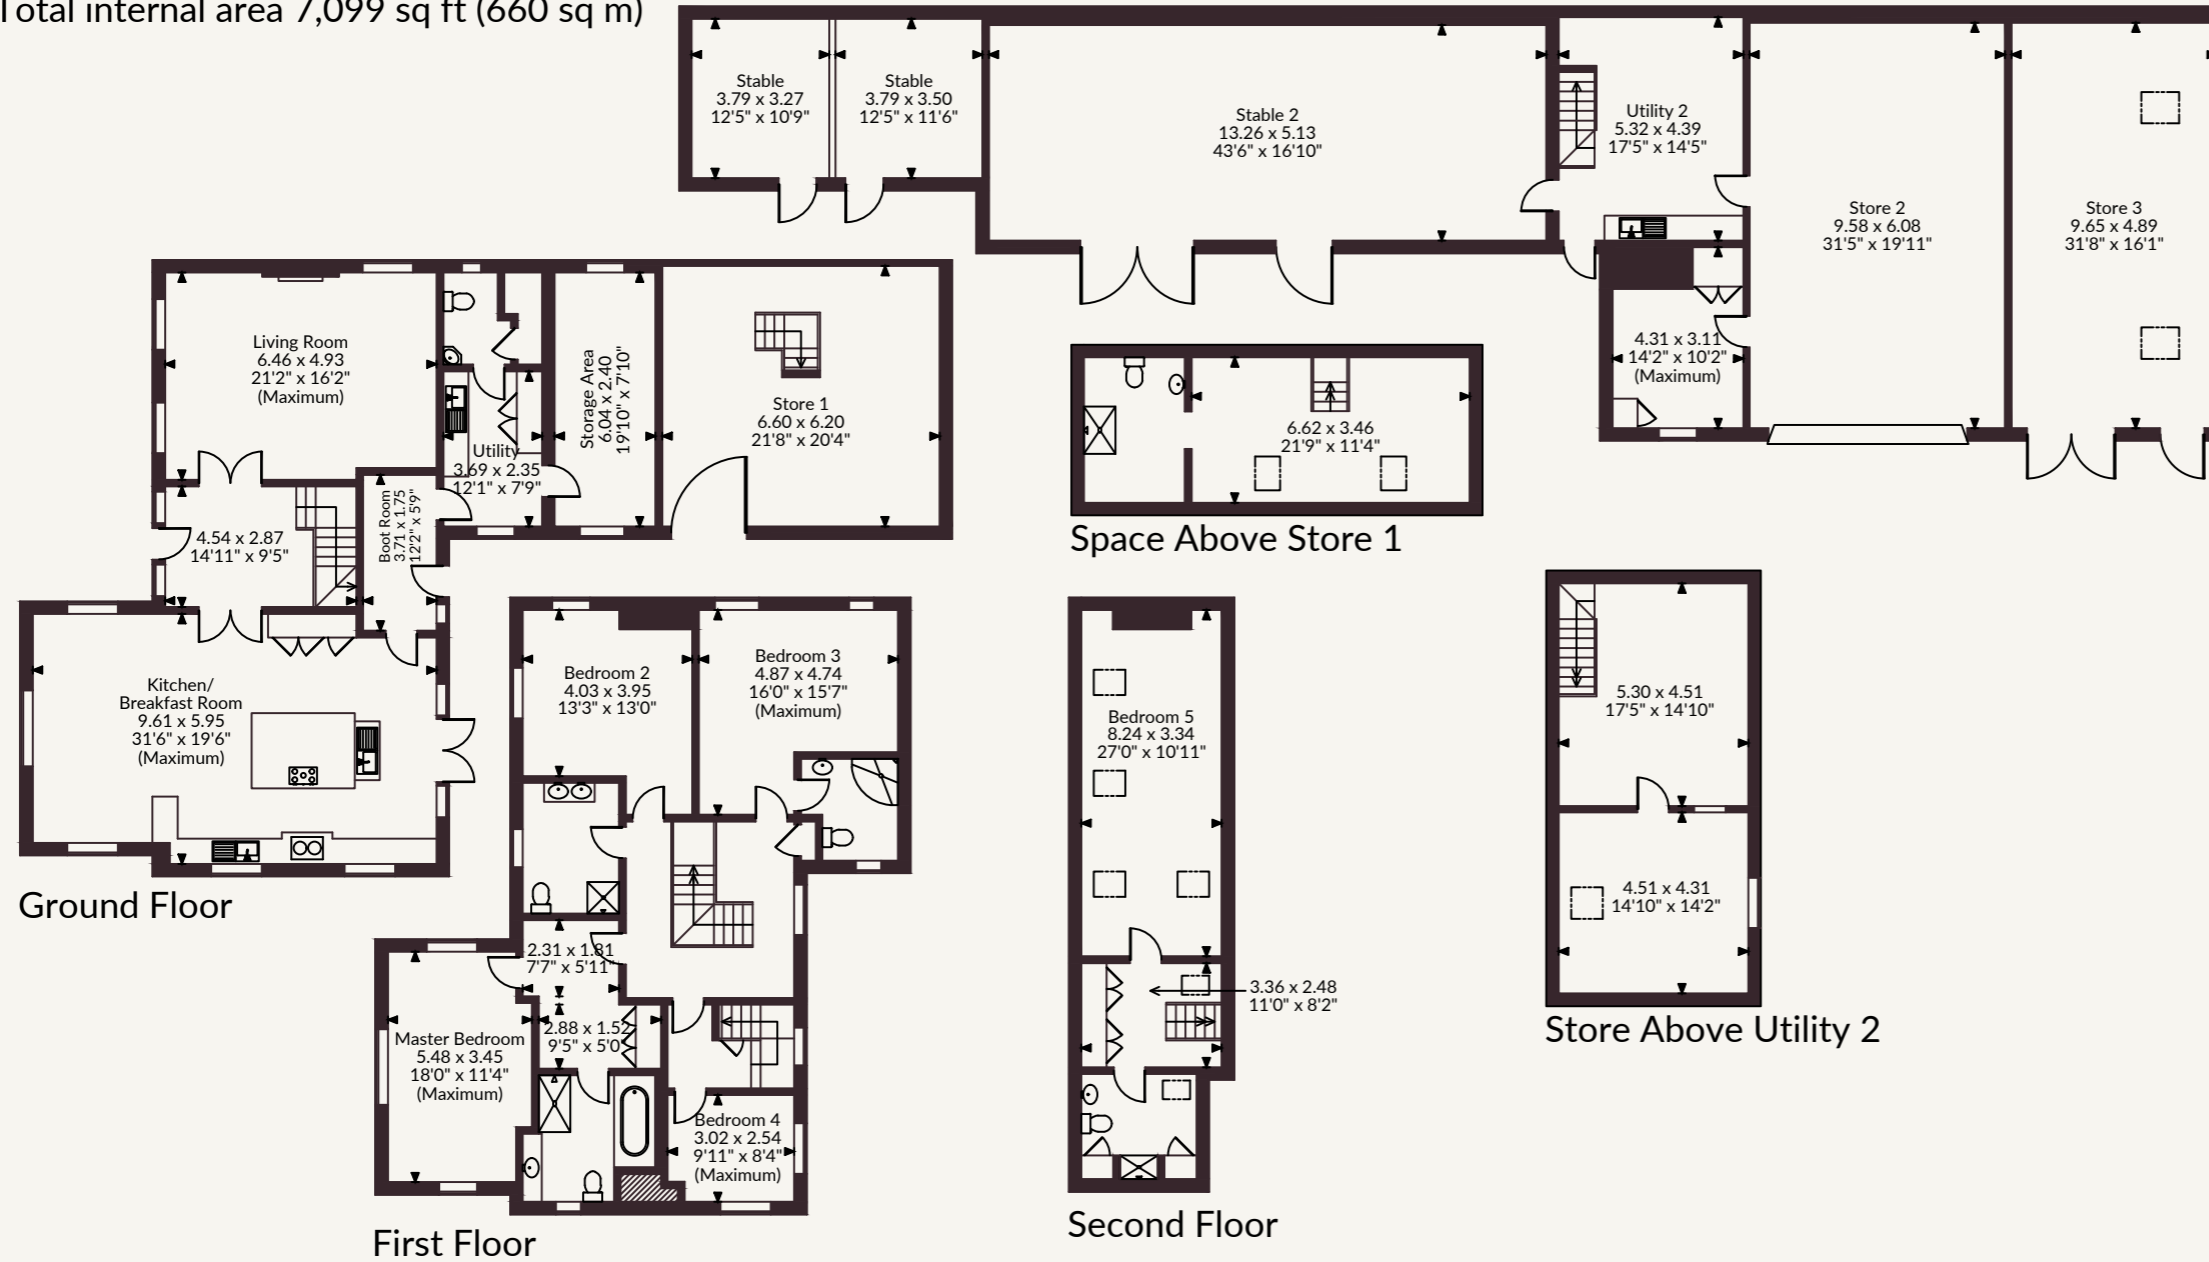 Total internal area 7,099 sq ft (660 sq m)
Stable
3.79 x 3.27
12'5" x 10'9"
Stable
3.79 x 3.50
12'5" x 11'6"
Stable 2
13.26 x 5.13
43'6" x 16'10"
Utility 2
5.32 x 4.39
17'5" x 14'5"
Store 2
9.58 x 6.08
31'5" x 19'11"
Store 3
9.65 x 4.89
31'8" x 16'1"
4.31 x 3.11
14'2" x 10'2"
(Maximum)
Living Room
6.46 x 4.93
21'2" x 16'2"
(Maximum)
Storage Area
6.04 x 2.40
19'10" x 7'10"
Store 1
6.60 x 6.20
21'8" x 20'4"
Utility
3.69 x 2.35
12'1" x 7'9"
Boot Room
3.71 x 1.75
12'2" x 5'9"
4.54 x 2.87
14'11" x 9'5"
Kitchen/
Breakfast Room
9.61 x 5.95
31'6" x 19'6"
(Maximum)
Ground Floor
6.62 x 3.46
21'9" x 11'4"
Space Above Store 1
Bedroom 2
4.03 x 3.95
13'3" x 13'0"
Bedroom 3
4.87 x 4.74
16'0" x 15'7"
(Maximum)
2.31 x 1.81
7'7" x 5'11"
2.88 x 1.52
9'5" x 5'0"
Master Bedroom
5.48 x 3.45
18'0" x 11'4"
(Maximum)
Bedroom 4
3.02 x 2.54
9'11" x 8'4"
(Maximum)
First Floor
Bedroom 5
8.24 x 3.34
27'0" x 10'11"
3.36 x 2.48
11'0" x 8'2"
Second Floor
5.30 x 4.51
17'5" x 14'10"
4.51 x 4.31
14'10" x 14'2"
Store Above Utility 2